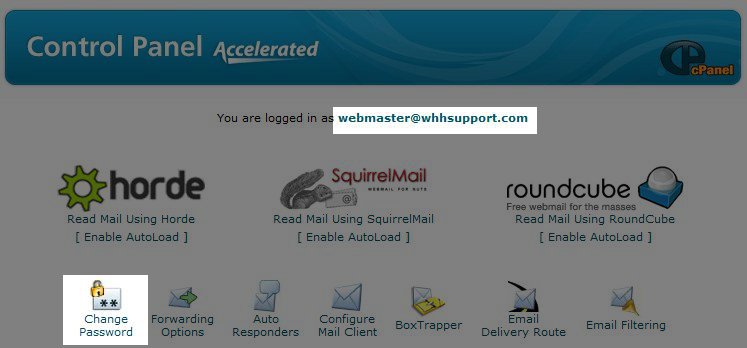 Control Panel Accelerated
cPanel
You are logged in as webmaster@whhsupport.com
horde
SquirrelMail
WEBMAIL FOR NUTS
roundcube
Free webmail for the masses
Read Mail Using Horde
Read Mail Using SquirrelMail
Read Mail Using RoundCube
[ Enable AutoLoad ]
[ Enable AutoLoad ]
[ Enable AutoLoad ]
**
Change
Password
Forwarding
Options
Auto
Responders
Configure
Mail Client
BoxTrapper
Email
Delivery Route
Email Filtering